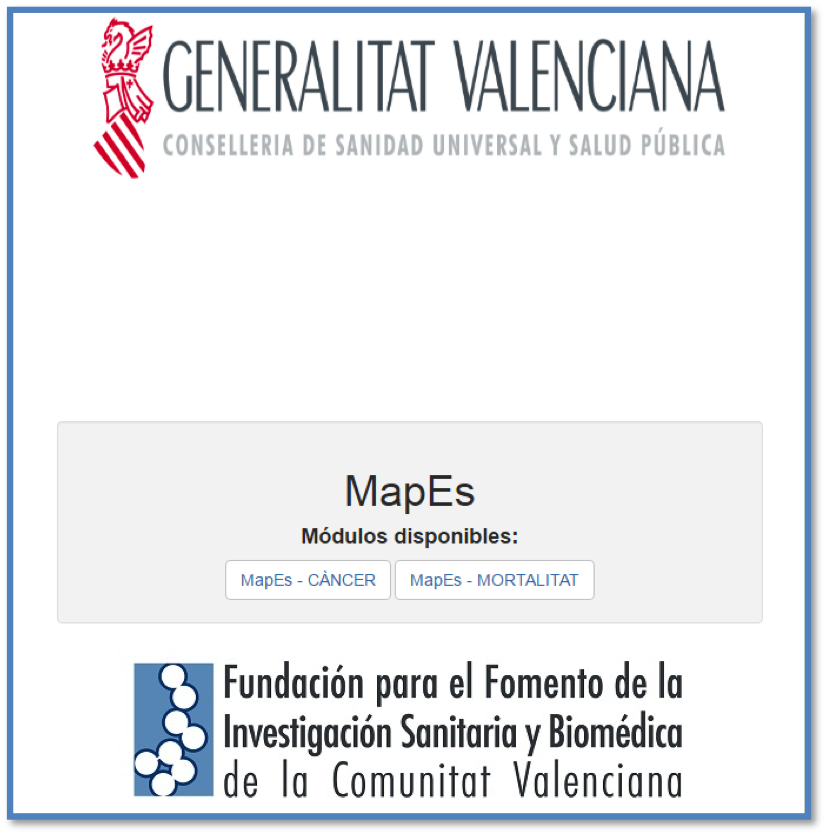 GENERALITAT VALENCIANA
CONSELLERIA DE SANIDAD UNIVERSAL Y SALUD PÚBLICA
MapEs
Módulos disponibles:
MapEs - CÀNCER MapEs - MORTALITAT
Fundación para el Fomento de la
Investigación Sanitaria y Biomédica
de la Comunitat Valenciana